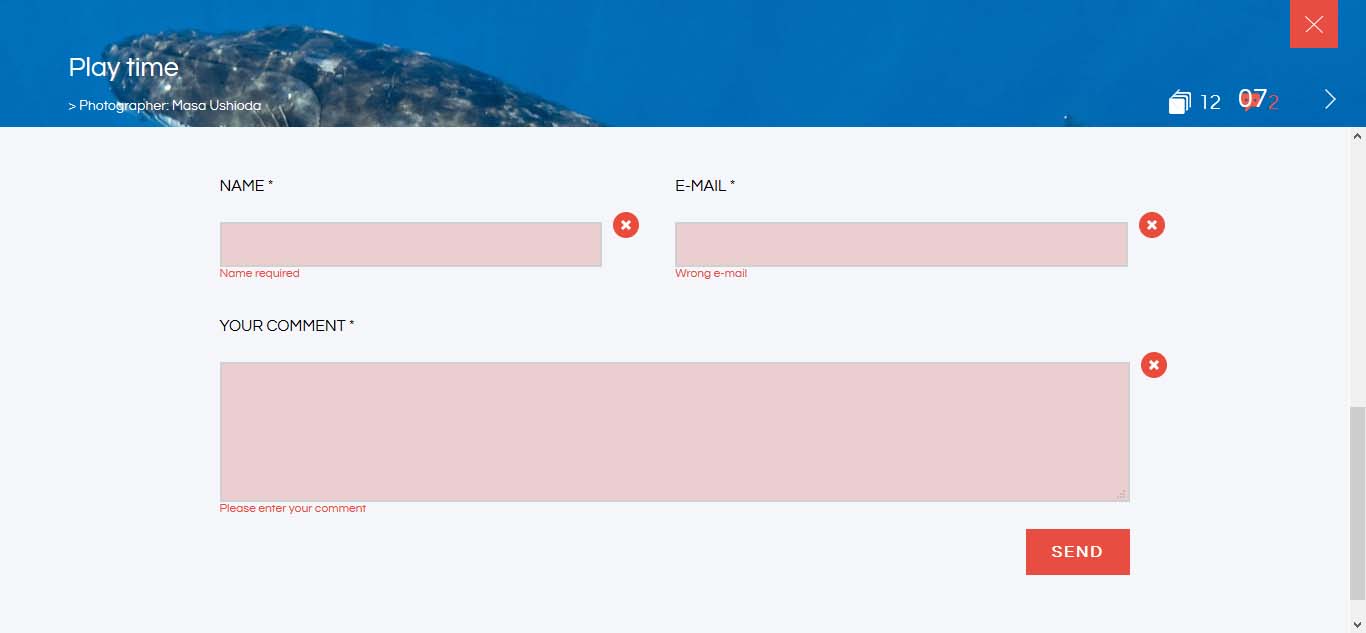 Play time
> Photographer: Masa Ushioda
12 07 2
NAME *
E-MAIL *
Name required
Wrong e-mail
YOUR COMMENT *
Please enter your comment
SEND